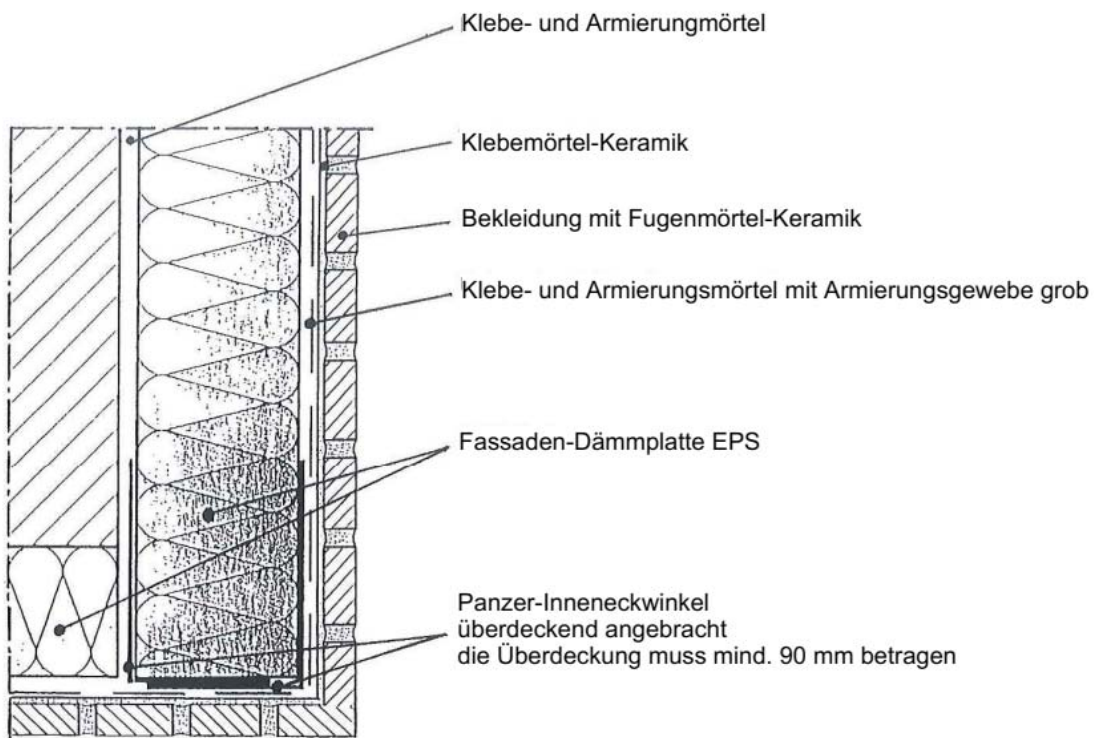 Klebe- und Armierungmörtel
Klebemörtel-Keramik
Bekleidung mit Fugenmörtel-Keramik
Klebe- und Armierungsmörtel mit Armierungsgewebe grob
Fassaden-Dämmplatte EPS
Panzer-Inneneckwinkel
überdeckend angebracht
die Überdeckung muss mind. 90 mm betragen